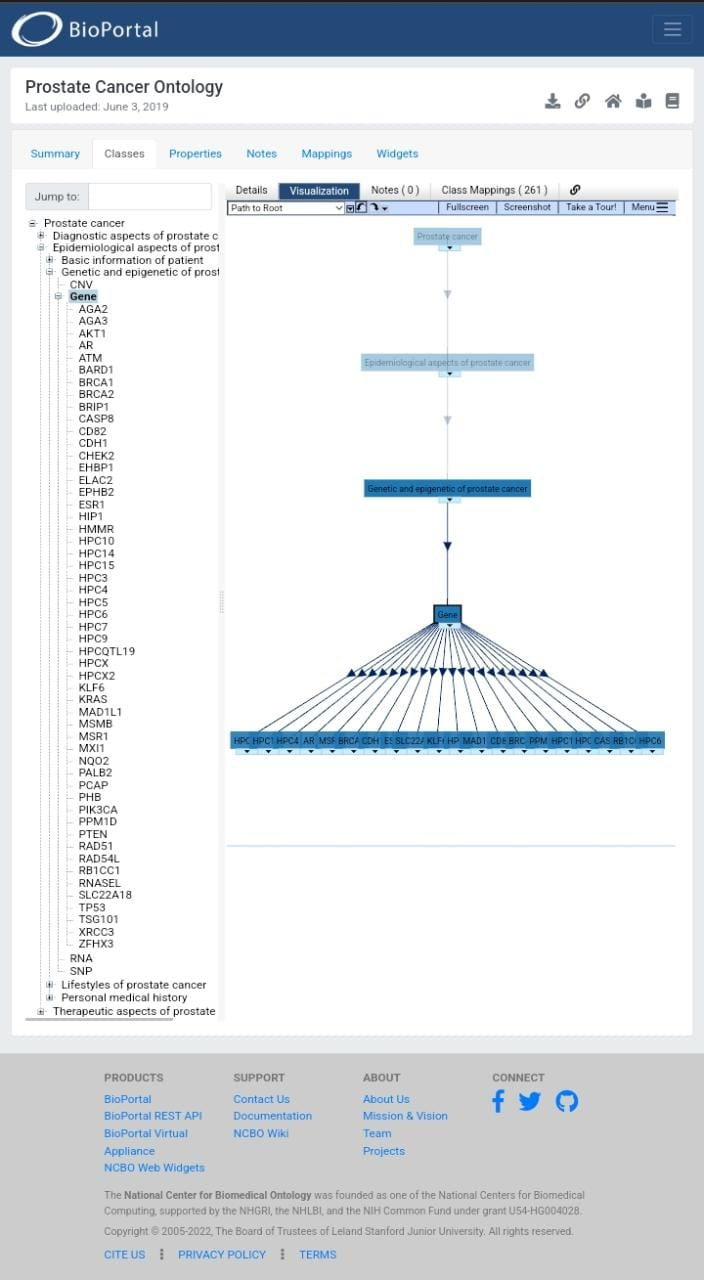 BioPortal
Prostate Cancer Ontology
Last uploaded: June 3, 2019
Summary
Classes
Properties
Notes
Mappings
Widgets
Jump to:
Prostate cancer
Diagnostic aspects of prostate c
Epidemiological aspects of prost
Basic information of patient
Genetic and epigenetic of prost
CNV
Gene
AGA2
AGA3
AKT1
AR
ATM
BARD1
BRCA1
BRCA2
BRIP1
CASP8
CD82
CDH1
CHEK2
EHBP1
ELAC2
EPHB2
ESR1
HIP1
HMMR
HPC10
HPC14
HPC15
HPC3
HPC4
HPC5
HPC6
HPC7
HPC9
HPCQTL19
HPCX
HPCX2
KLF6
KRAS
MAD1L1
MSMB
MSR1
MXI1
NQO2
PALB2
PCAP
PHB
PIK3CA
PPM1D
PTEN
RAD51
RAD54L
RB1CC1
RNASEL
SLC22A18
TP53
TSG101
XRCC3
ZFHX3
RNA
SNP
Lifestyles of prostate cancer
Personal medical history
Therapeutic aspects of prostate
Details
Visualization
Notes ( 0 )
Class Mappings ( 261 )
Path to Root
Fullscreen
Screenshot
Take a Tour!
Menu
Prostate cancer
Epidemiological aspects of prostate cancer
Genetic and epigenetic of prostate cancer
Gene
HPC HPC1 HPC4 AR MSF BRCA CDH ES SLC22A KLF HP MAD1 CDE BRC PPM HPC1 HPC CAS RB1C HPC6
PRODUCTS
BioPortal
BioPortal REST API
BioPortal Virtual
Appliance
NCBO Web Widgets
SUPPORT
Contact Us
Documentation
NCBO Wiki
ABOUT
About Us
Mission & Vision
Team
Projects
CONNECT
The National Center for Biomedical Ontology was founded as one of the National Centers for Biomedical
Computing, supported by the NHGRI, the NHLBI, and the NIH Common Fund under grant U54-HG004028.
Copyright © 2005-2022, The Board of Trustees of Leland Stanford Junior University. All rights reserved.
CITE US
PRIVACY POLICY
TERMS